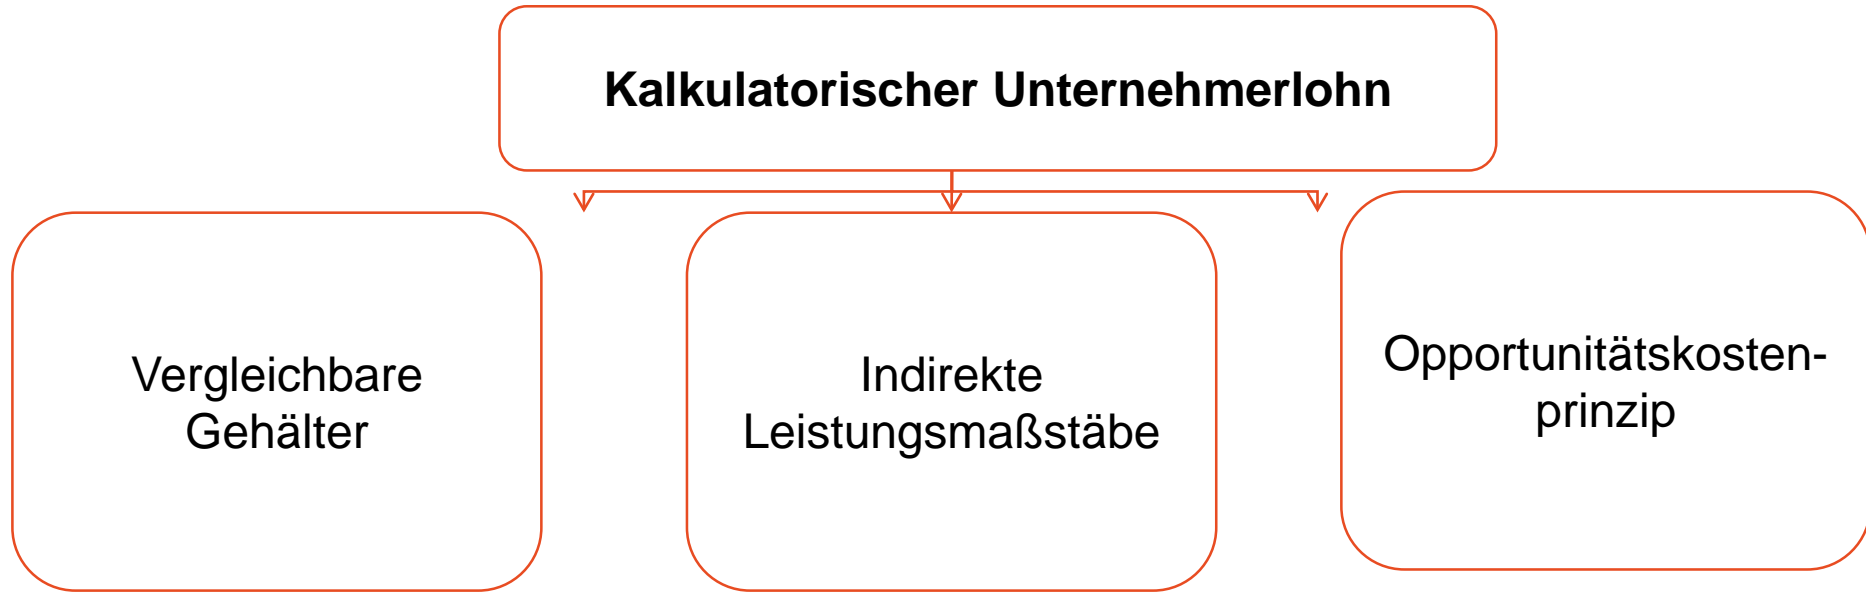 Kalkulatorischer Unternehmerlohn
Vergleichbare
Gehälter
Indirekte
Leistungsmaßstäbe
Opportunitätskosten-
prinzip